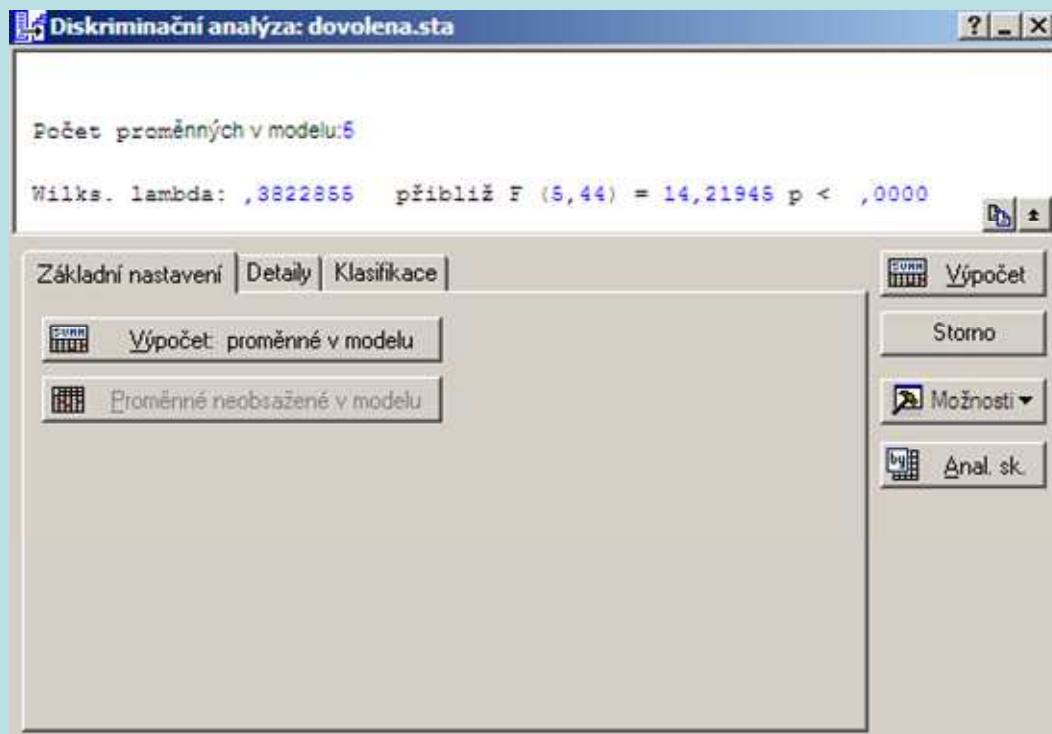 Diskriminační analýza: dovolena.sta
Počet proměnných v modelu:5
Wilks. lambda: ,3822855 přibliž F (5,44) = 14,21945 p < ,0000
Základní nastavení Detaily Klasifikace
Výpočet: proměnné v modelu
Proměnné neobsažené v modelu
Výpočet
Storno
Možnosti
Anal. sk.